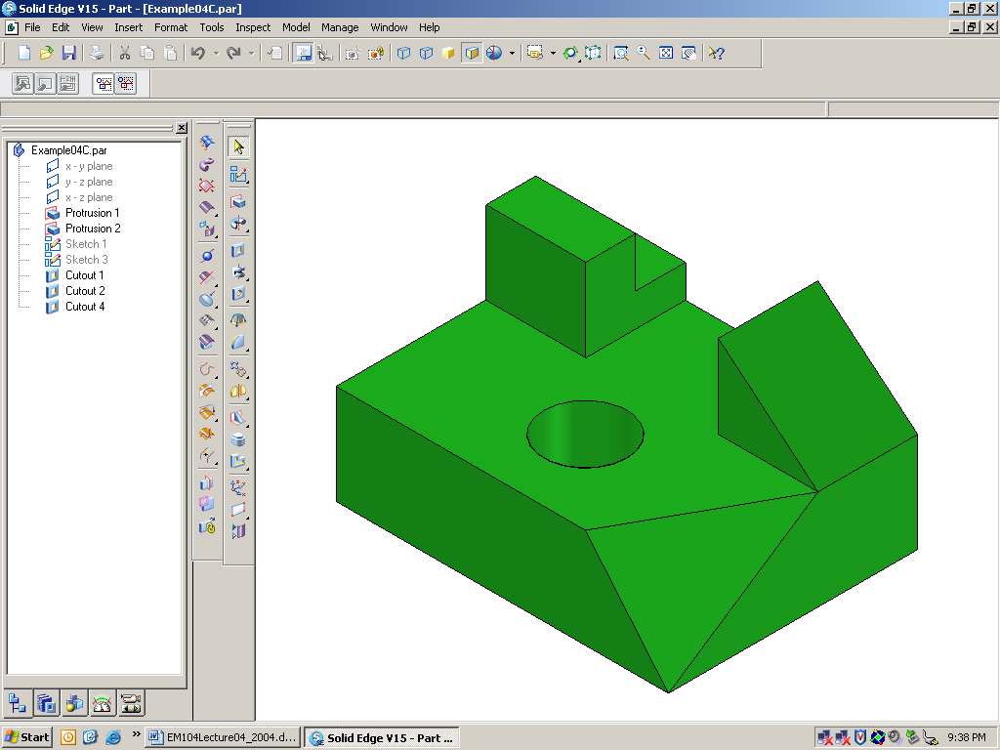 Solid Edge V15 - Part - [Example04C.par]
File Edit View Insert Format Tools Inspect Model Manage Window Help
Example04C.par
x - y plane
y - z plane
x - z plane
Protrusion 1
Protrusion 2
Sketch 1
Sketch 3
Cutout 1
Cutout 2
Cutout 4
Start » EM104Lecture04_2004.d... Solid Edge V15 - Part ... 9:38 PM